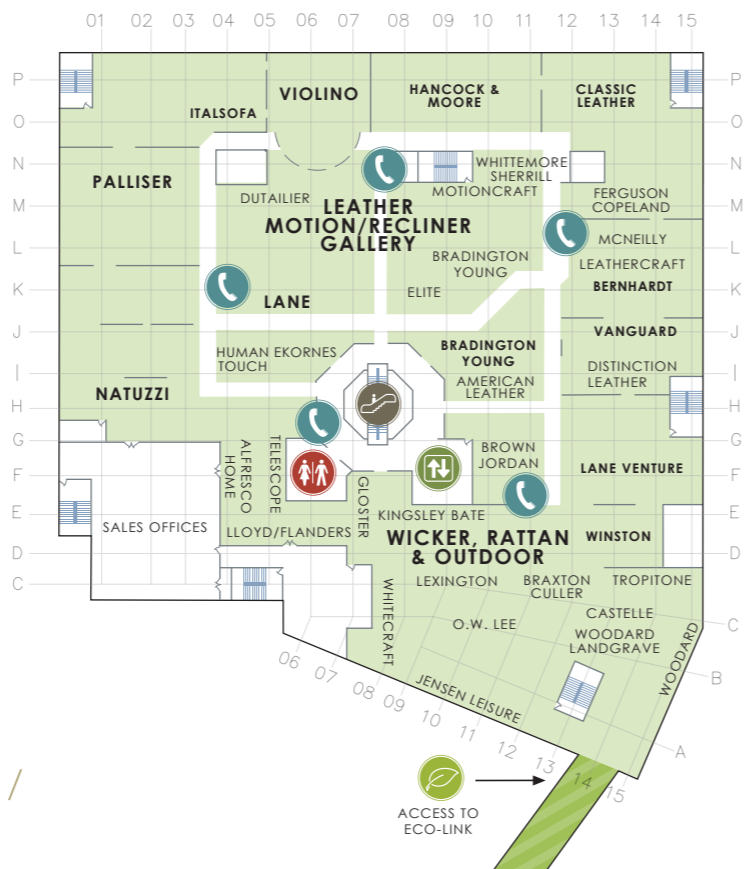 01 02 03 04 05 06 07 08 09 10 11 12 13 14 15
P
O
N
M
L
K
J
I
H
G
F
E
D
C
P
O
N
M
L
K
J
I
H
G
F
E
D
C
B
A
VIOLINO
HANCOCK &
MOORE
CLASSIC
LEATHER
ITALSOFA
PALLISER
DUTAILIER
WHITTEMORE
SHERRILL
MOTIONCRAFT
LEATHER
MOTION/RECLINER
GALLERY
FERGUSON
COPELAND
MCNEILLY
LEATHERCRAFT
BERNHARDT
BRADINGTON
YOUNG
ELITE
LANE
VANGUARD
BRADINGTON
YOUNG
HUMAN
TOUCH
EKORNES
AMERICAN
LEATHER
DISTINCTION
LEATHER
NATUZZI
ALFRESCO
HOME
TELESCOPE
GLOSTER
BROWN
JORDAN
LANE VENTURE
SALES OFFICES
LLOYD/FLANDERS
KINGSLEY BATE
WICKER, RATTAN
& OUTDOOR
WINSTON
WHITECRAFT
LEXINGTON
BRAXTON
CULLER
TROPITONE
O.W. LEE
CASTELLE
WOODARD
LANDGRAVE
WOODARD
JENSEN LEISURE
06 07 08 09 10 11 12 13 14 15
ACCESS TO
ECO-LINK
/